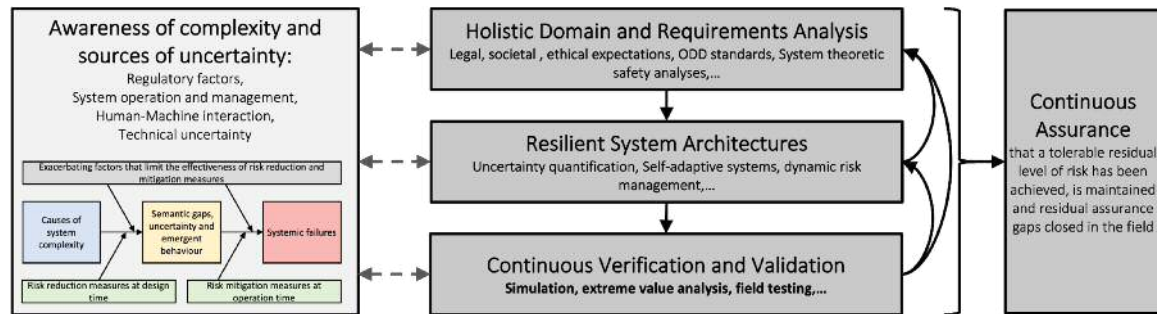 Awareness of complexity and
sources of uncertainty:
Regulatory factors,
System operation and management,
Human-Machine interaction,
Technical uncertainty
Exacerbating factors that limit the effectiveness of risk reduction and
mitigation measures
Causes of
system
complexity
Semantic gaps,
uncertainty and
emergent
behaviour
Systemic failures
Risk reduction measures at design
time
Risk mitigation measures at
operation time
Holistic Domain and Requirements Analysis
Legal, societal , ethical expectations, ODD standards, System theoretic
safety analyses,...
Resilient System Architectures
Uncertainty quantification, Self-adaptive systems, dynamic risk
management,...
Continuous Verification and Validation
Simulation, extreme value analysis, field testing,...
Continuous
Assurance
that a tolerable residual
level of risk has been
achieved, is maintained
and residual assurance
gaps closed in the field